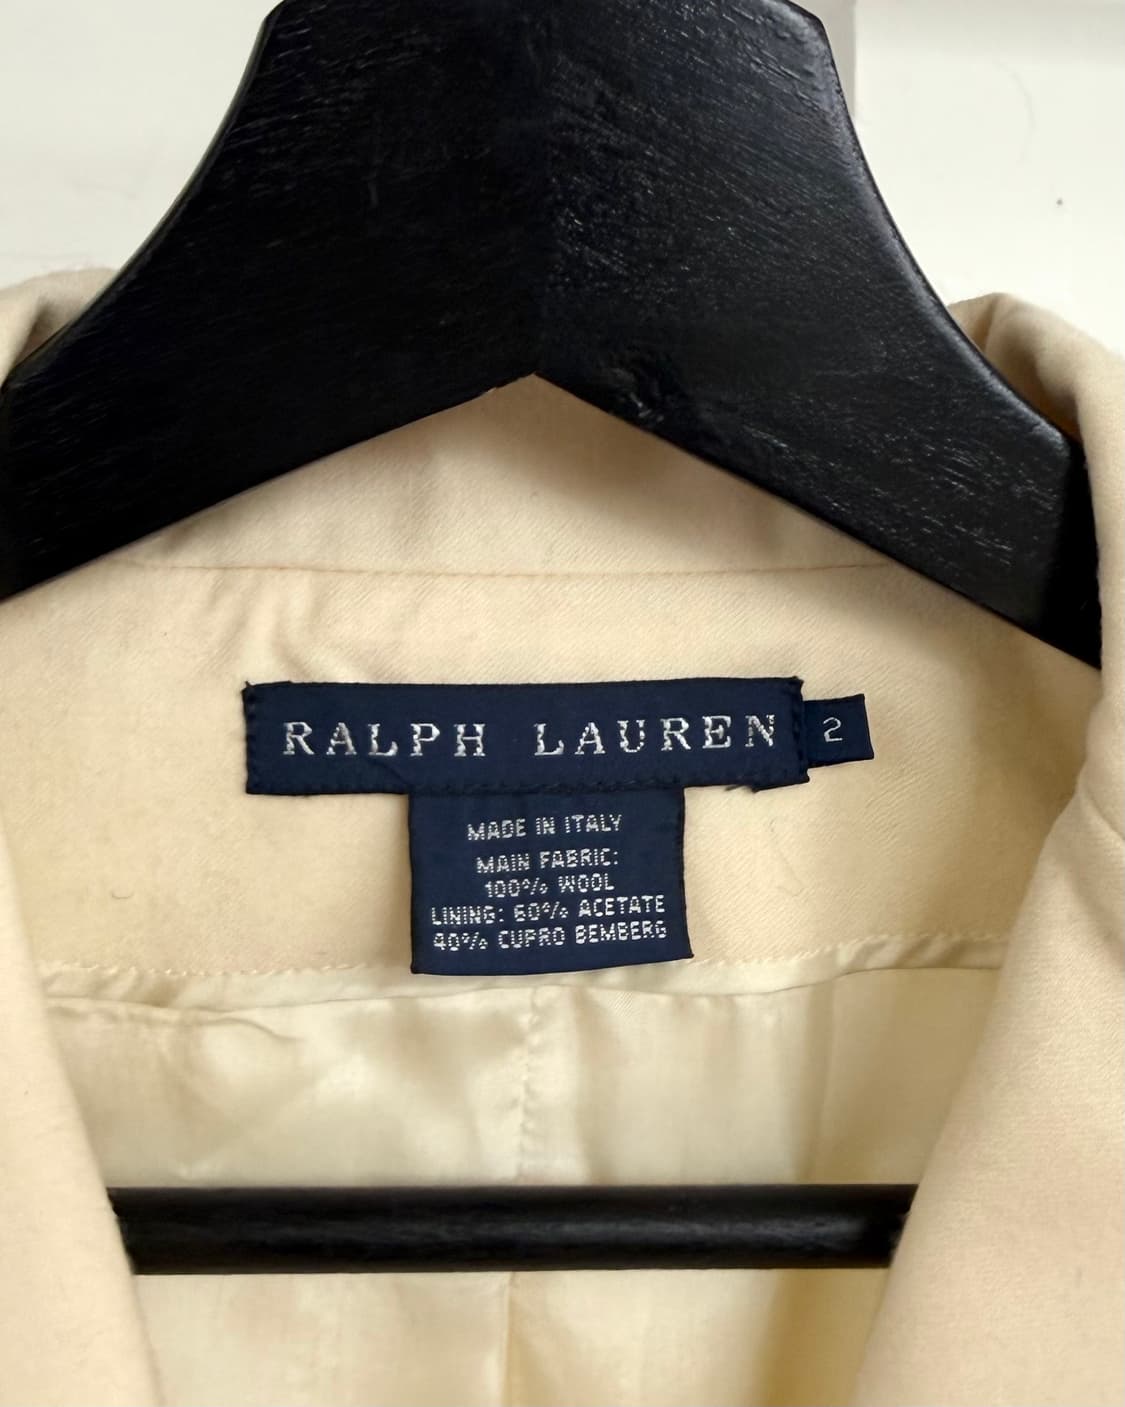 RALPH LAUREN 2
MADE IN ITALY
MAIN FABRIC:
100% WOOL
LINING: 60% ACETATE
40% CUPRO BEMBERG